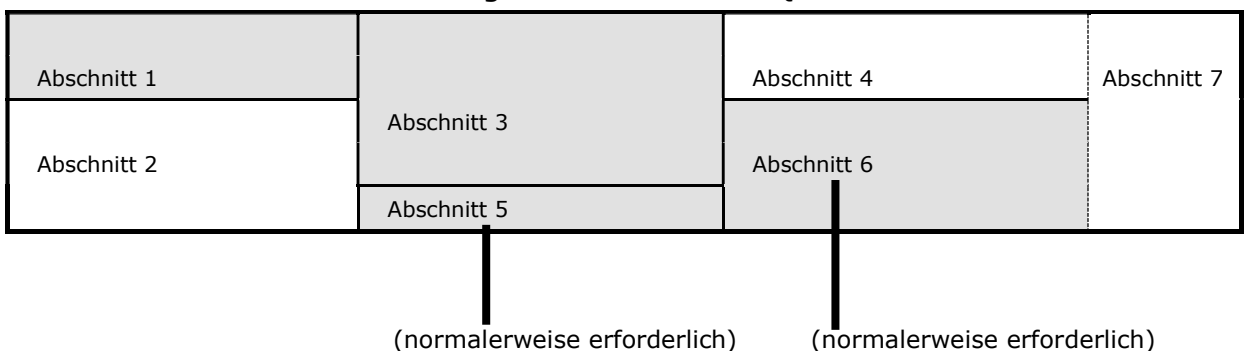 Abschnitt 1
Abschnitt 2
Abschnitt 3
Abschnitt 5
Abschnitt 4
Abschnitt 6
Abschnitt 7
(normalerweise erforderlich)
(normalerweise erforderlich)